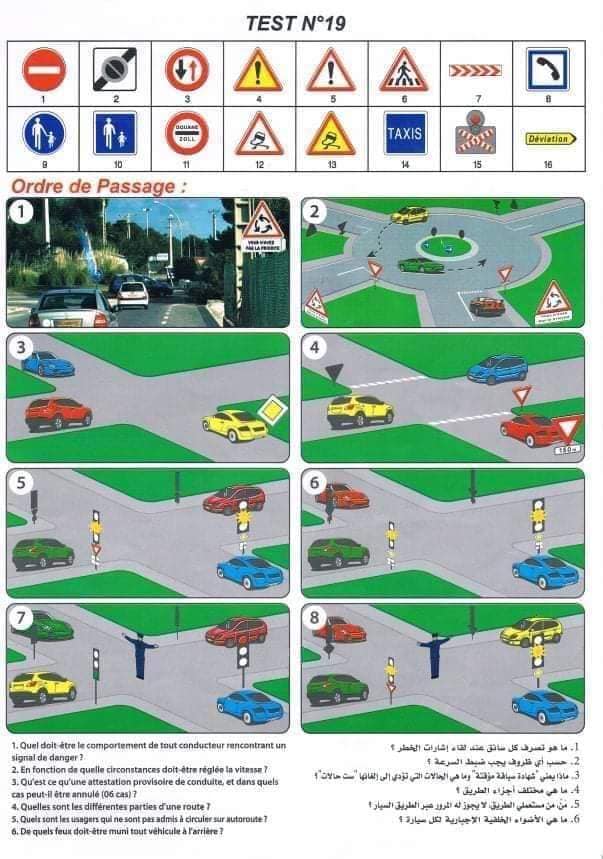 TEST N°19
1 2 3 4 5 6 7 8
DOUANE
ZOLL
TAXIS
Déviation
9 10 11 12 13 14 15 16
Ordre de Passage :
1
VOUS N'AVEZ
PAS LA PRIORITE
2
3
4
150 m
5
6
7
8
1. Quel doit-être le comportement de tout conducteur rencontrant un
signal de danger ?
2. En fonction de quelle circonstances doit-être réglée la vitesse ?
3. Qu'est ce qu'une attestation provisoire de conduite, et dans quels
cas peut-il être annulé (06 cas) ?
4. Quelles sont les différentes parties d'une route ?
5. Quels sont les usagers qui ne sont pas admis à circuler sur autoroute ?
6. De quels feux doit-être muni tout véhicule à l'arrière ?
1. ما هو تصرف كل سائق عند لقاء إشارات الخطر ؟
2. حسب أي ظروف يجب ضبط السرعة ؟
3. ماذا يعني "شهادة سياقة مؤقتة" وما هي الحالات التي تؤدي إلى إلغائها "ست حالات"؟
4. ما هي مختلف أجزاء الطريق ؟
5. مَن من مستعملي الطريق، لا يجوز له المرور عبر الطريق السيار ؟
6. ما هي الأضواء الخلفية الإجبارية لكل سيارة ؟